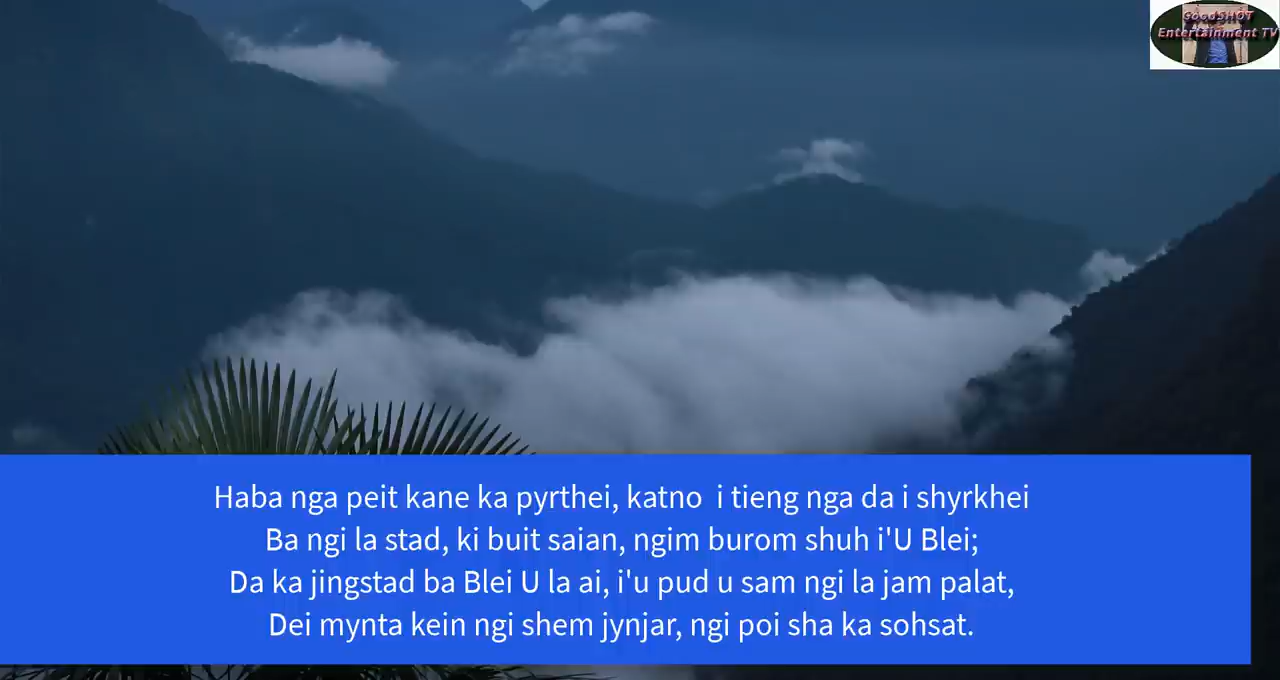 GoodSHOT
Entertainment TV
Haba nga peit kane ka pyrthei, katno i tieng nga da i shyrkhei
Ba ngi la stad, ki buit saian, ngim burom shuh i'U Blei;
Da ka jingstad ba Blei U la ai, i'u pud u sam ngi la jam palat,
Dei mynta kein ngi shem jynjar, ngi poi sha ka sohsat.